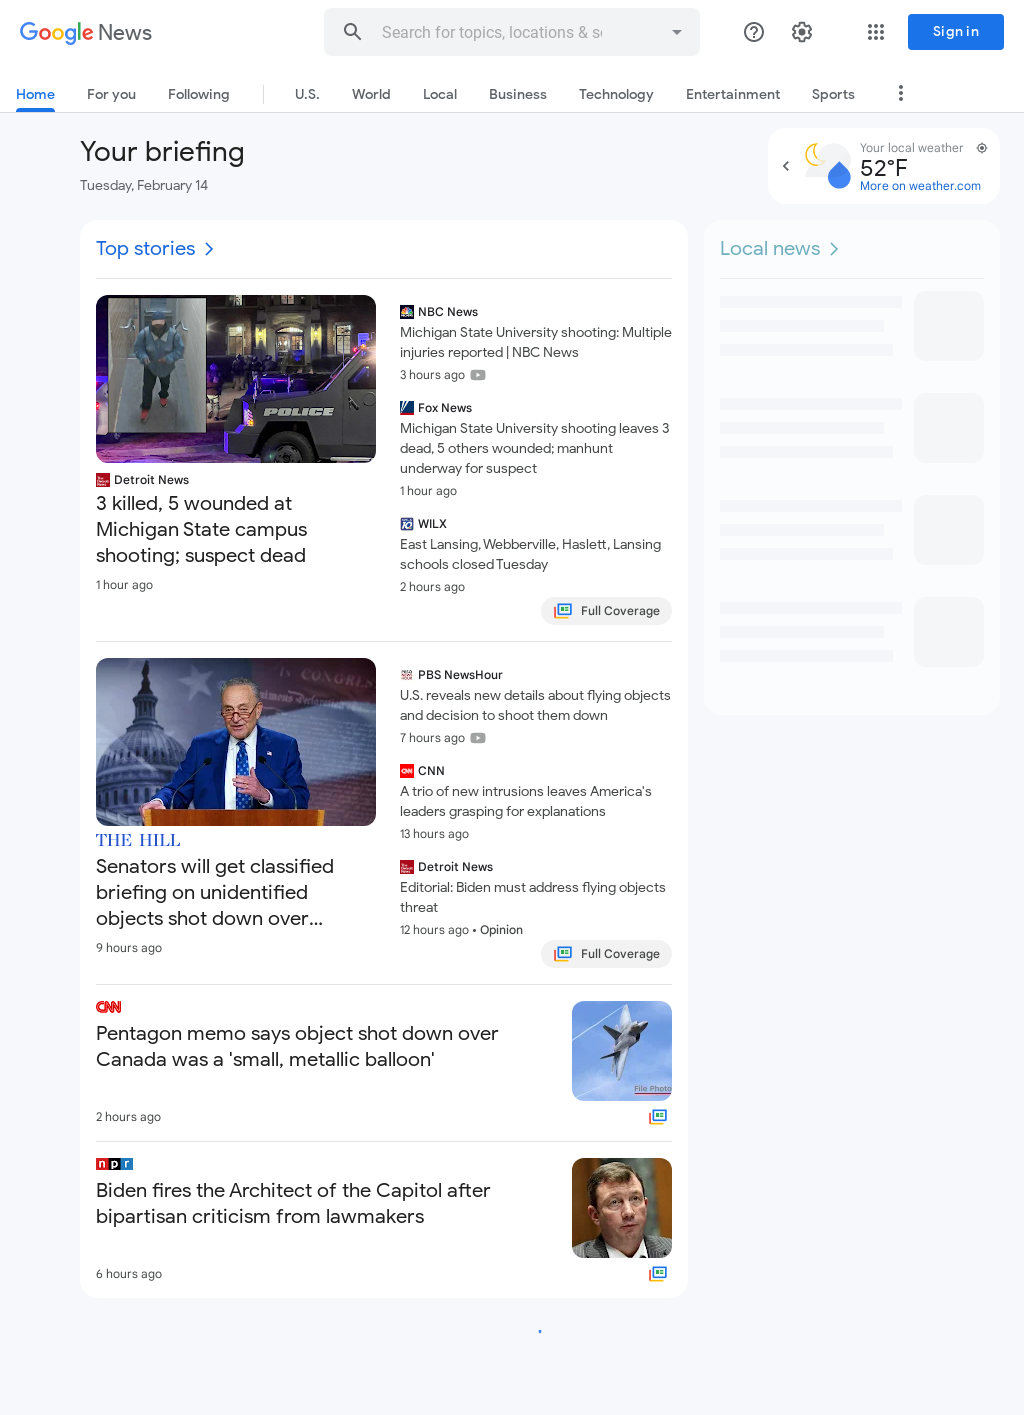 Google News
Search for topics, locations & s
Sign in
Home
For you
Following
U.S.
World
Local
Business
Technology
Entertainment
Sports
Your briefing
Tuesday, February 14
Your local weather
52°F
More on weather.com
Top stories
POLICE
Detroit News
3 killed, 5 wounded at
Michigan State campus
shooting; suspect dead
1 hour ago
NBC News
Michigan State University shooting: Multiple
injuries reported | NBC News
3 hours ago
Fox News
Michigan State University shooting leaves 3
dead, 5 others wounded; manhunt
underway for suspect
1 hour ago
WILX
East Lansing, Webberville, Haslett, Lansing
schools closed Tuesday
2 hours ago
Full Coverage
THE HILL
Senators will get classified
briefing on unidentified
objects shot down over...
9 hours ago
PBS NewsHour
U.S. reveals new details about flying objects
and decision to shoot them down
7 hours ago
CNN
A trio of new intrusions leaves America's
leaders grasping for explanations
13 hours ago
Detroit News
Editorial: Biden must address flying objects
threat
12 hours ago • Opinion
Full Coverage
CNN
Pentagon memo says object shot down over
Canada was a 'small, metallic balloon'
2 hours ago
File Photo
npr
Biden fires the Architect of the Capitol after
bipartisan criticism from lawmakers
6 hours ago
Local news